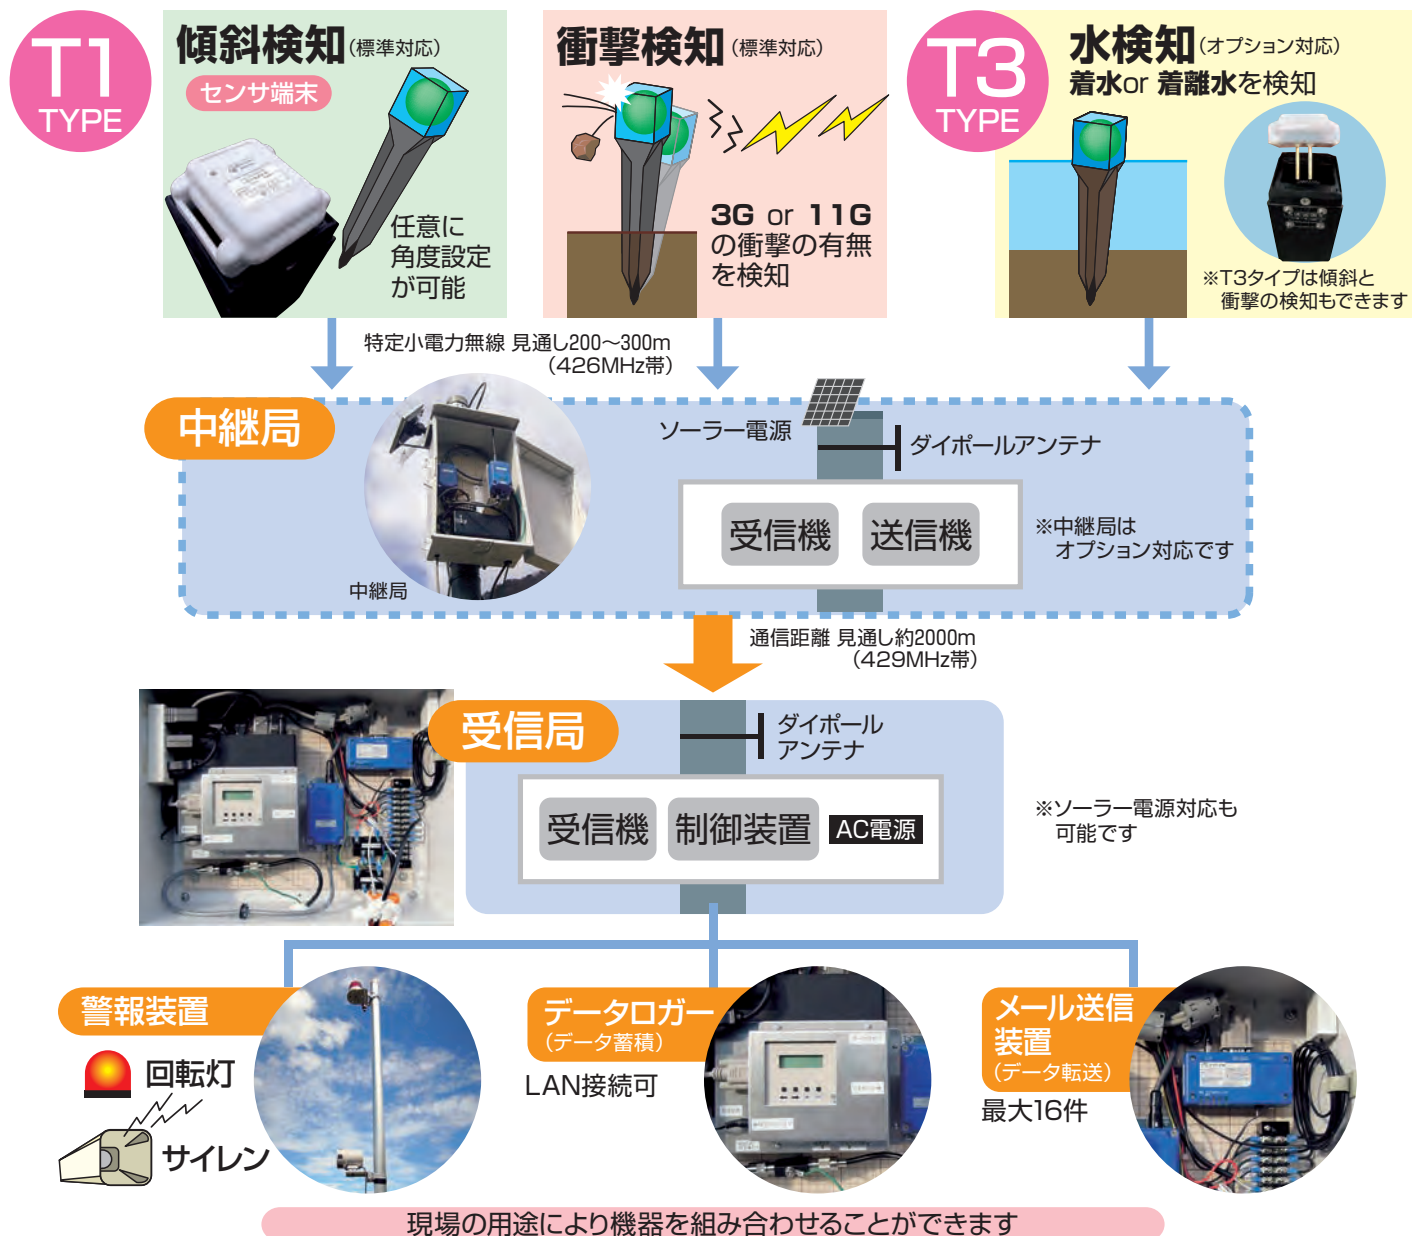 T1
TYPE
傾斜検知(標準対応)
センサ端末
任意に
角度設定
が可能
衝撃検知(標準対応)
3G or 11G
の衝撃の有無
を検知
T3
TYPE
水検知(オプション対応)
着水or 着離水を検知
※T3タイプは傾斜と
衝撃の検知もできます
特定小電力無線 見通し200〜300m
(426MHz帯)
中継局
中継局
ソーラー電源
ダイポールアンテナ
受信機
送信機
※中継局は
オプション対応です
通信距離 見通し約2000m
(429MHz帯)
受信局
ダイポール
アンテナ
受信機
制御装置
AC電源
※ソーラー電源対応も
可能です
警報装置
回転灯
サイレン
データロガー
(データ蓄積)
LAN接続可
メール送信
装置
(データ転送)
最大16件
現場の用途により機器を組み合わせることができます